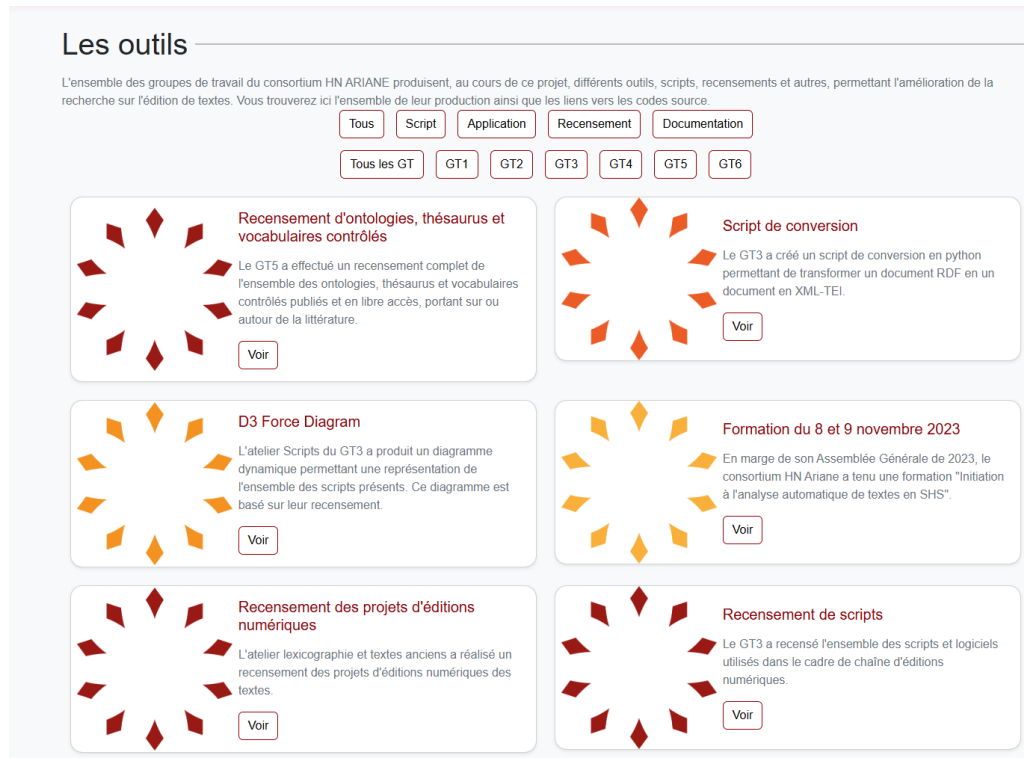 Les outils
L'ensemble des groupes de travail du consortium HN ARIANE produisent, au cours de ce projet, différents outils, scripts, recensements et autres, permettant l'amélioration de la
recherche sur l'édition de textes. Vous trouverez ici l'ensemble de leur production ainsi que les liens vers les codes source.
Tous Script Application Recensement Documentation
Tous les GT GT1 GT2 GT3 GT4 GT5 GT6
Recensement d'ontologies, thésaurus et
vocabulaires contrôlés
Le GT5 a effectué un recensement complet de
l'ensemble des ontologies, thésaurus et vocabulaires
contrôlés publiés et en libre accès, portant sur ou
autour de la littérature.
Voir
Script de conversion
Le GT3 a créé un script de conversion en python
permettant de transformer un document RDF en un
document en XML-TEI.
Voir
D3 Force Diagram
L'atelier Scripts du GT3 a produit un diagramme
dynamique permettant une représentation de
l'ensemble des scripts présents. Ce diagramme est
basé sur leur recensement.
Voir
Formation du 8 et 9 novembre 2023
En marge de son Assemblée Générale de 2023, le
consortium HN Ariane a tenu une formation "Initiation
à l'analyse automatique de textes en SHS".
Voir
Recensement des projets d'éditions
numériques
L'atelier lexicographie et textes anciens a réalisé un
recensement des projets d'éditions numériques des
textes.
Voir
Recensement de scripts
Le GT3 a recensé l'ensemble des scripts et logiciels
utilisés dans le cadre de chaîne d'éditions
numériques.
Voir